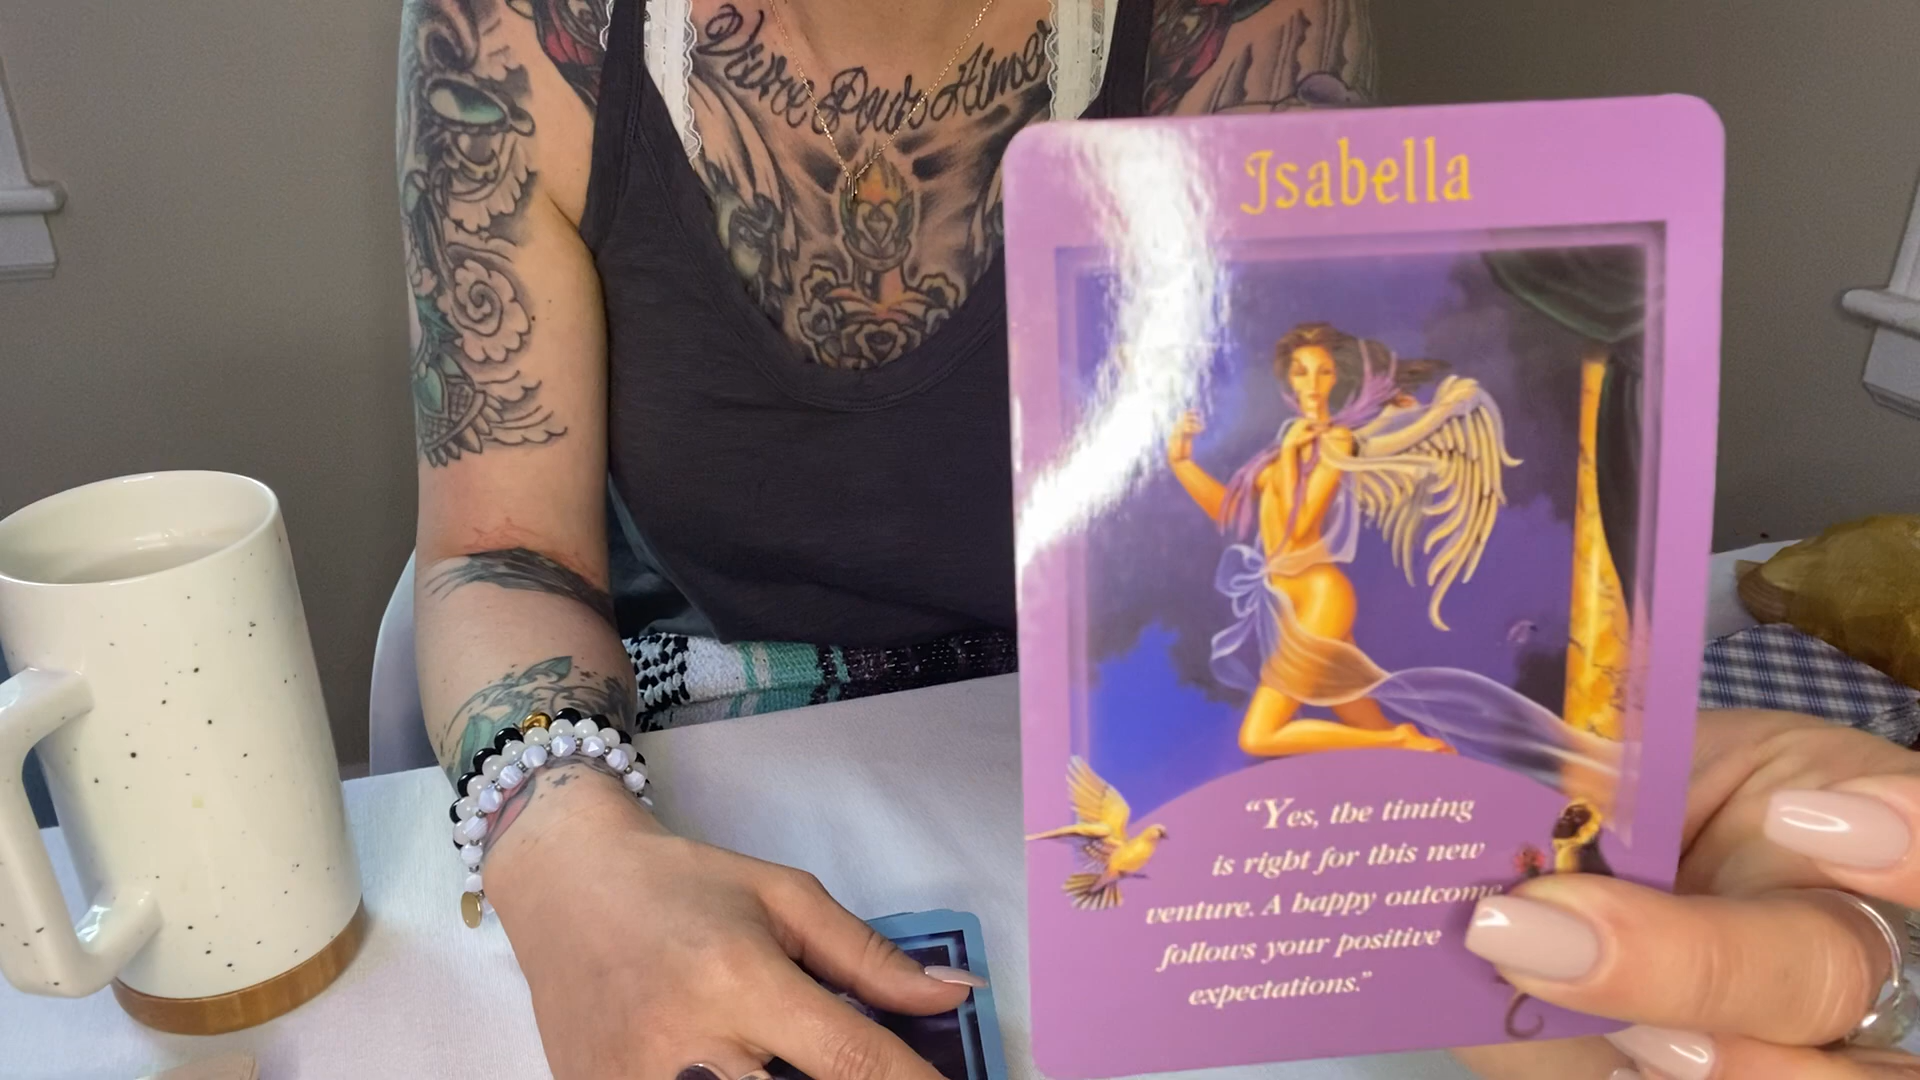 Vivre Pour Aimer
Isabella
“Yes, the timing
is right for this new
venture. A happy outcome
follows your positive
expectations.”